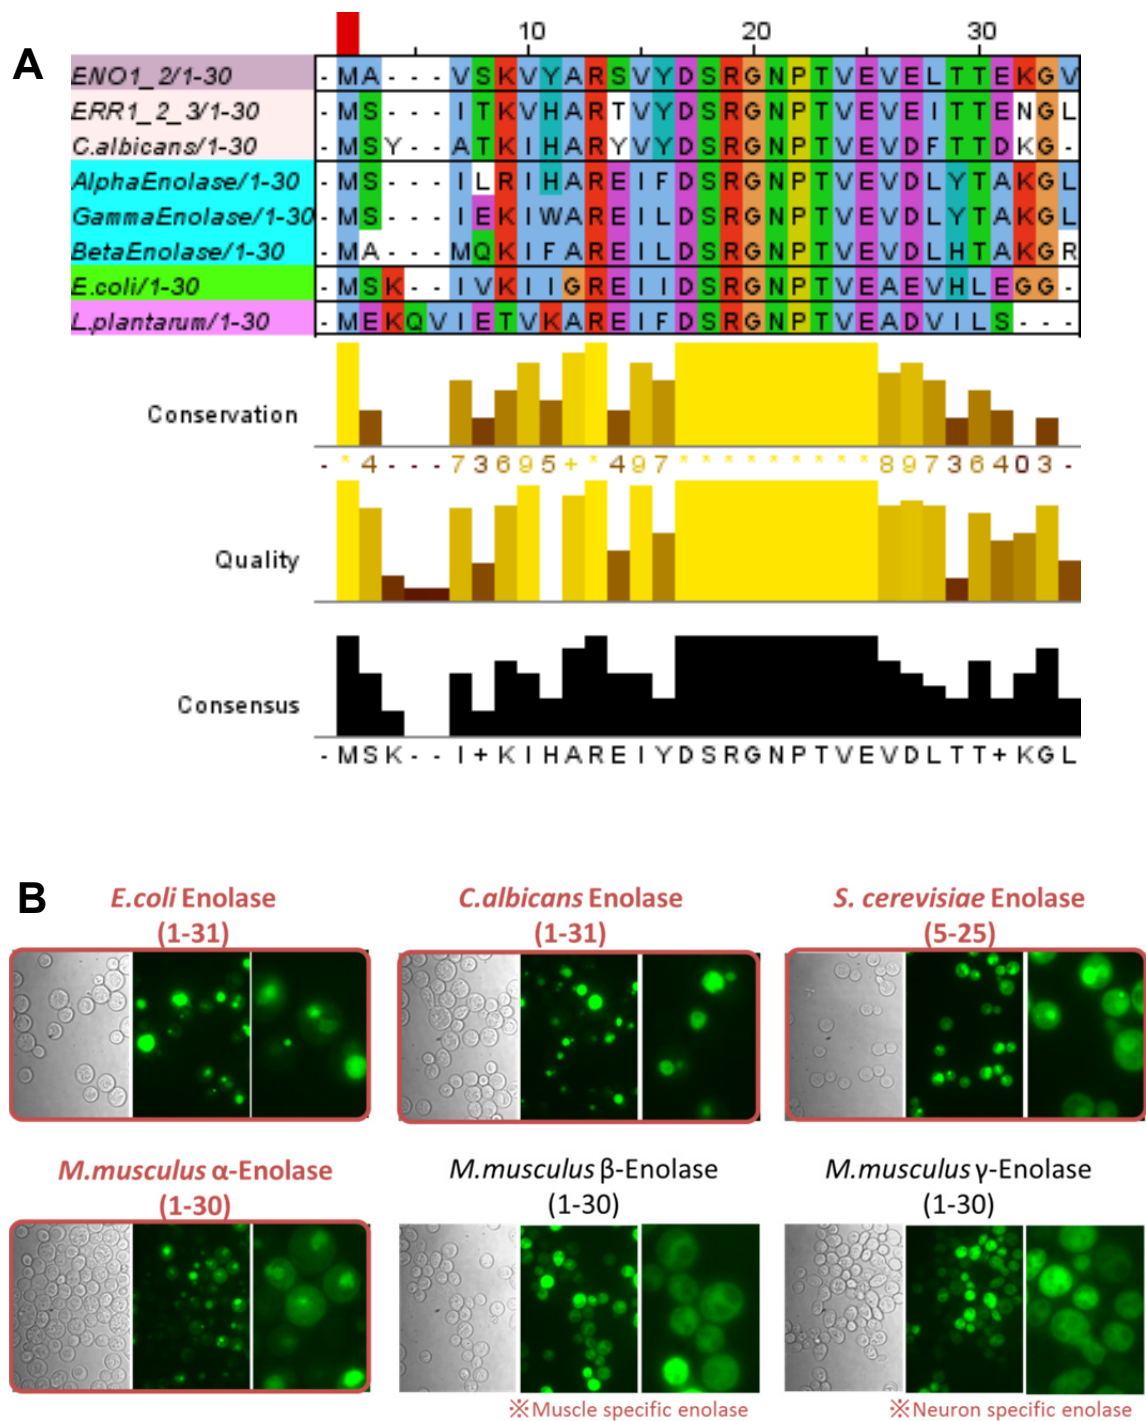 10 20 30
A
ENO1_2/1-30 -MA---VSKVYARSVYDSRGNPTVEVELTTEKGV
ERR1_2_3/1-30 -MS---ITKVHARTVYDSRGNPTVEVEITTENGL
C.albicans/1-30 -MSY--ATKIHARYVYDSRGNPTVEVDFTTDKG-
AlphaEnolase/1-30 -MS---ILRIHAREIFDSRGNPTVEVDLYTAKGL
GammaEnolase/1-30 -MS---IEKIWAREILDSRGNPTVEVDLYTAKGL
BetaEnolase/1-30 -MA---MQKIFAREILDSRGNPTVEVDLHTAKGR
E.coli/1-30 -MSK--IVKIIGREIIDSRGNPTVEAEVHLEGG-
L.plantarum/1-30 -MEKQVIETVKAREIFDSRGNPTVEADVILS---
Conservation
-*4---73695+*497*********89736403-
Quality
Consensus
-MSK--I+KIHAREIYDSRGNPTVEVDLTT+KGL
B
E.coli Enolase
(1-31)
C.albicans Enolase
(1-31)
S. cerevisiae Enolase
(5-25)
M.musculus α-Enolase
(1-30)
M.musculus β-Enolase
(1-30)
M.musculus γ-Enolase
(1-30)
※Muscle specific enolase
※Neuron specific enolase